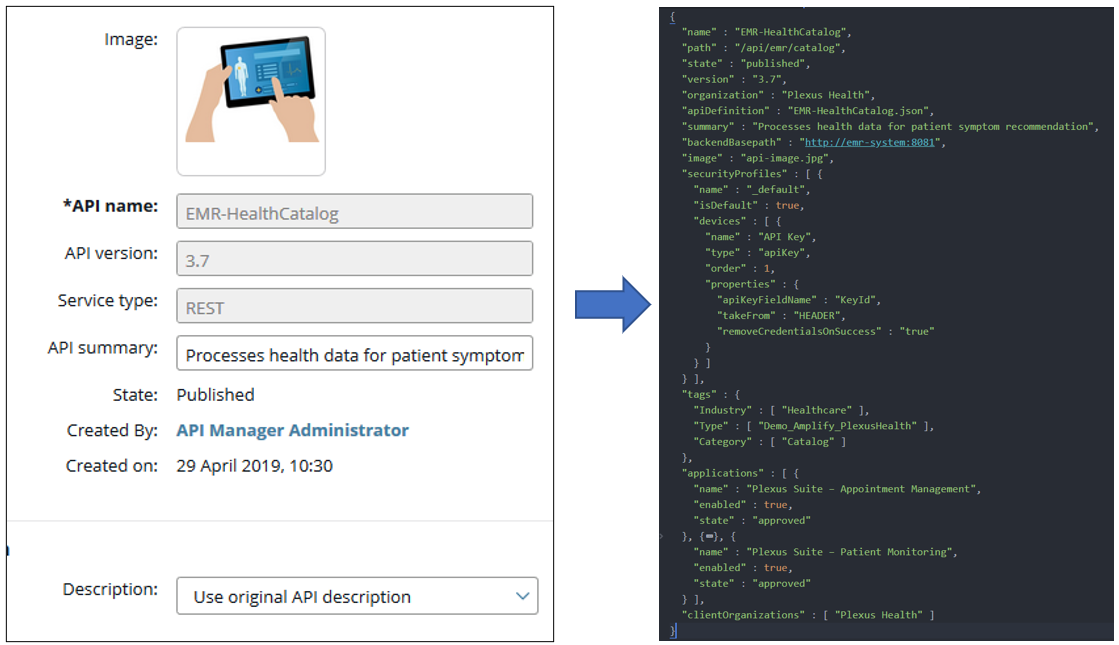 Image:
*API name: EMR-HealthCatalog
API version: 3.7
Service type: REST
API summary: Processes health data for patient symptom
State: Published
Created By: API Manager Administrator
Created on: 29 April 2019, 10:30
Description: Use original API description
{
"name" : "EMR-HealthCatalog",
"path" : "/api/emr/catalog",
"state" : "published",
"version" : "3.7",
"organization" : "Plexus Health",
"apiDefinition" : "EMR-HealthCatalog.json",
"summary" : "Processes health data for patient symptom recommendation",
"backendBasepath" : "http://emr-system:8081",
"image" : "api-image.jpg",
"securityProfiles" : [ {
"name" : "_default",
"isDefault" : true,
"devices" : [ {
"name" : "API Key",
"type" : "apiKey",
"order" : 1,
"properties" : {
"apiKeyFieldName" : "KeyId",
"takeFrom" : "HEADER",
"removeCredentialsOnSuccess" : "true"
}
} ]
} ],
"tags" : {
"Industry" : [ "Healthcare" ],
"Type" : [ "Demo_Amplify_PlexusHealth" ],
"Category" : [ "Catalog" ]
},
"applications" : [ {
"name" : "Plexus Suite – Appointment Management",
"enabled" : true,
"state" : "approved"
}, {…}, {
"name" : "Plexus Suite – Patient Monitoring",
"enabled" : true,
"state" : "approved"
} ],
"clientOrganizations" : [ "Plexus Health" ]
}